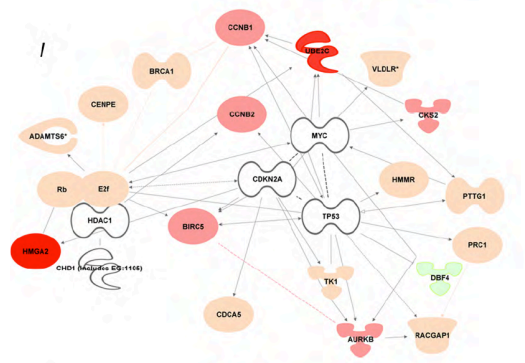 I
CCNB1
UBE2C
BRCA1
VLDLR*
CENPE
CCNB2
CKS2
ADAMTS6*
MYC
CDKN2A
Rb
E2f
HMMR
PTTG1
HDAC1
TP53
BIRC5
HMGA2
PRC1
CHD1 (includes EG:1105)
TK1
DBF4
CDCA5
AURKB
RACGAP1